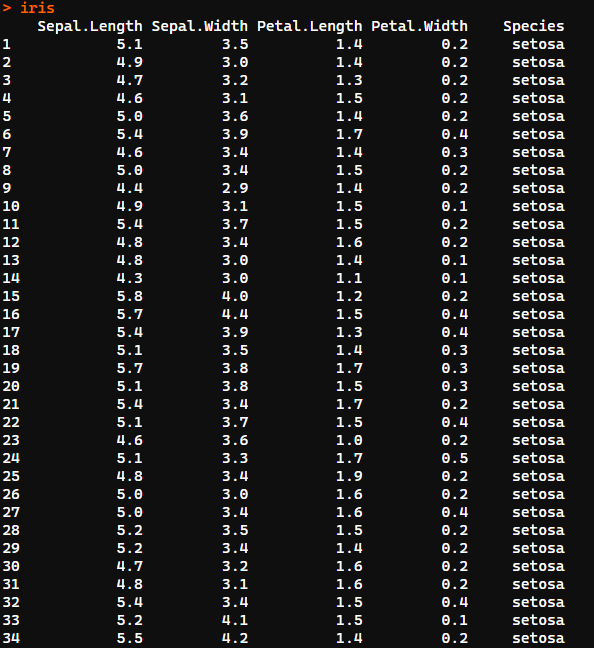 > iris
Sepal.Length Sepal.Width Petal.Length Petal.Width Species
1 5.1 3.5 1.4 0.2 setosa
2 4.9 3.0 1.4 0.2 setosa
3 4.7 3.2 1.3 0.2 setosa
4 4.6 3.1 1.5 0.2 setosa
5 5.0 3.6 1.4 0.2 setosa
6 5.4 3.9 1.7 0.4 setosa
7 4.6 3.4 1.4 0.3 setosa
8 5.0 3.4 1.5 0.2 setosa
9 4.4 2.9 1.4 0.2 setosa
10 4.9 3.1 1.5 0.1 setosa
11 5.4 3.7 1.5 0.2 setosa
12 4.8 3.4 1.6 0.2 setosa
13 4.8 3.0 1.4 0.1 setosa
14 4.3 3.0 1.1 0.1 setosa
15 5.8 4.0 1.2 0.2 setosa
16 5.7 4.4 1.5 0.4 setosa
17 5.4 3.9 1.3 0.4 setosa
18 5.1 3.5 1.4 0.3 setosa
19 5.7 3.8 1.7 0.3 setosa
20 5.1 3.8 1.5 0.3 setosa
21 5.4 3.4 1.7 0.2 setosa
22 5.1 3.7 1.5 0.4 setosa
23 4.6 3.6 1.0 0.2 setosa
24 5.1 3.3 1.7 0.5 setosa
25 4.8 3.4 1.9 0.2 setosa
26 5.0 3.0 1.6 0.2 setosa
27 5.0 3.4 1.6 0.4 setosa
28 5.2 3.5 1.5 0.2 setosa
29 5.2 3.4 1.4 0.2 setosa
30 4.7 3.2 1.6 0.2 setosa
31 4.8 3.1 1.6 0.2 setosa
32 5.4 3.4 1.5 0.4 setosa
33 5.2 4.1 1.5 0.1 setosa
34 5.5 4.2 1.4 0.2 setosa